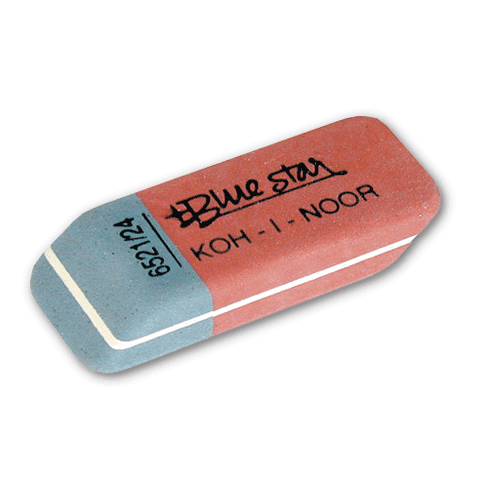 Blue star
KOH-I-NOOR
6521/24